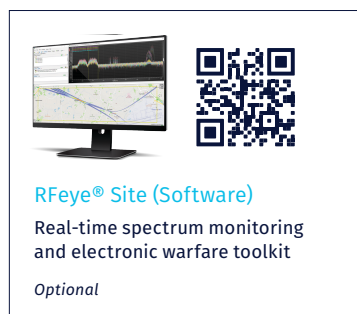 RFeye® Site (Software)
Real-time spectrum monitoring
and electronic warfare toolkit
Optional